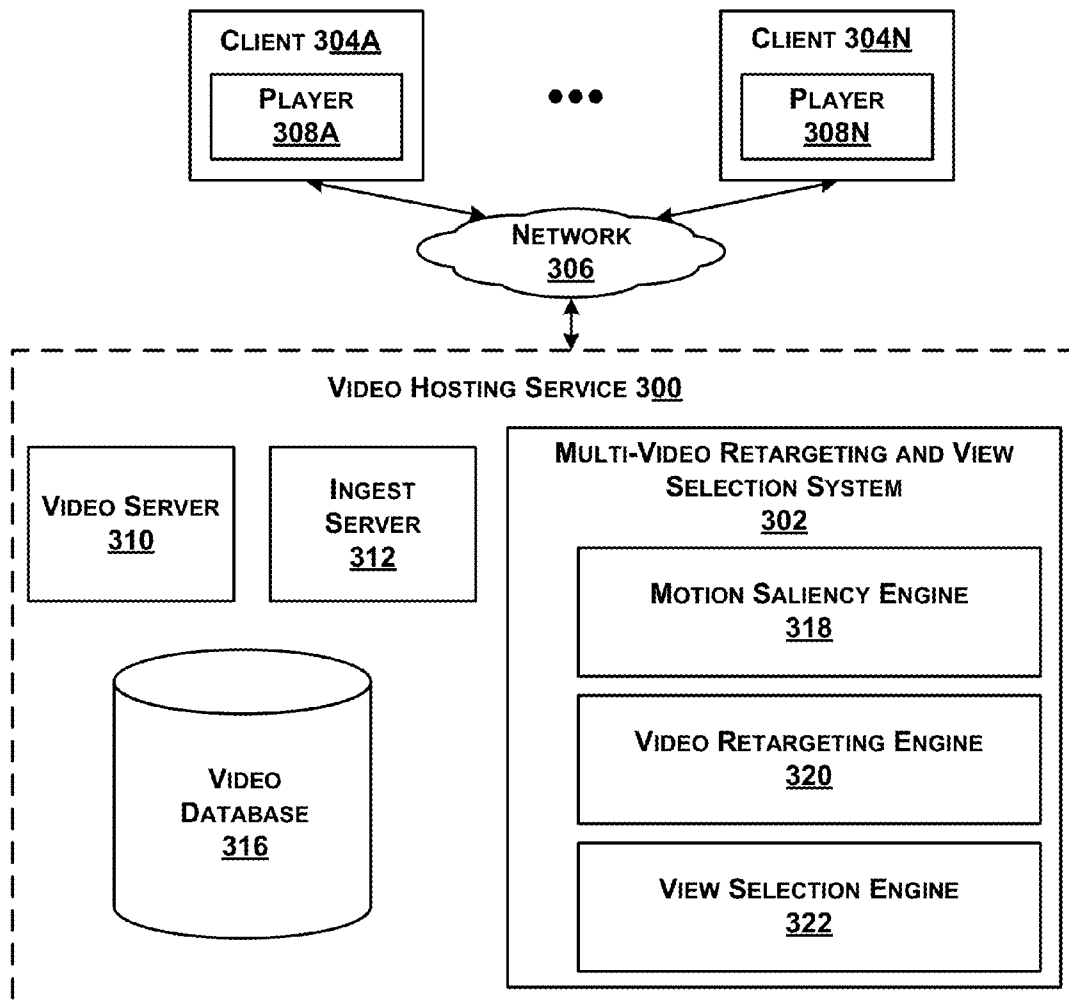 CLIENT 304A
PLAYER
308A
•••
CLIENT 304N
PLAYER
308N
NETWORK
306
VIDEO HOSTING SERVICE 300
VIDEO SERVER
310
INGEST
SERVER
312
VIDEO
DATABASE
316
MULTI-VIDEO RETARGETING AND VIEW
SELECTION SYSTEM
302
MOTION SALIENCY ENGINE
318
VIDEO RETARGETING ENGINE
320
VIEW SELECTION ENGINE
322